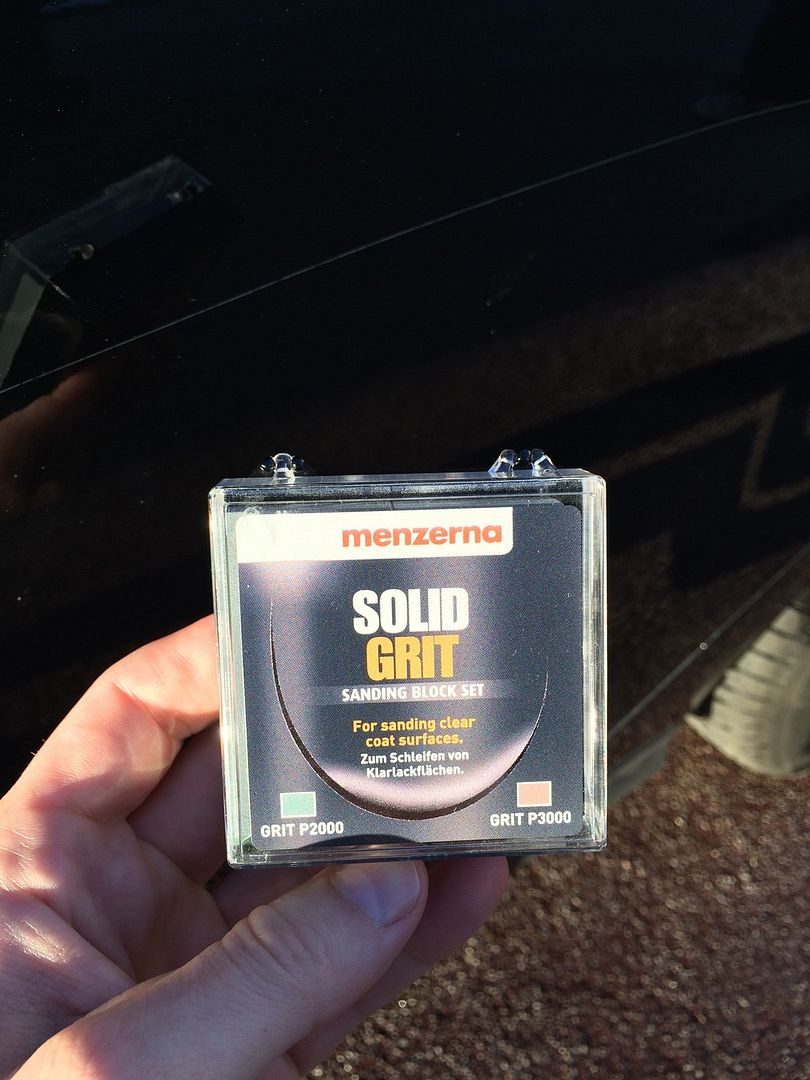 menzerna
SOLID
GRIT
SANDING BLOCK SET
For sanding clear
coat surfaces.
Zum Schleifen von
Klarlackflächen.
GRIT P2000
GRIT P3000